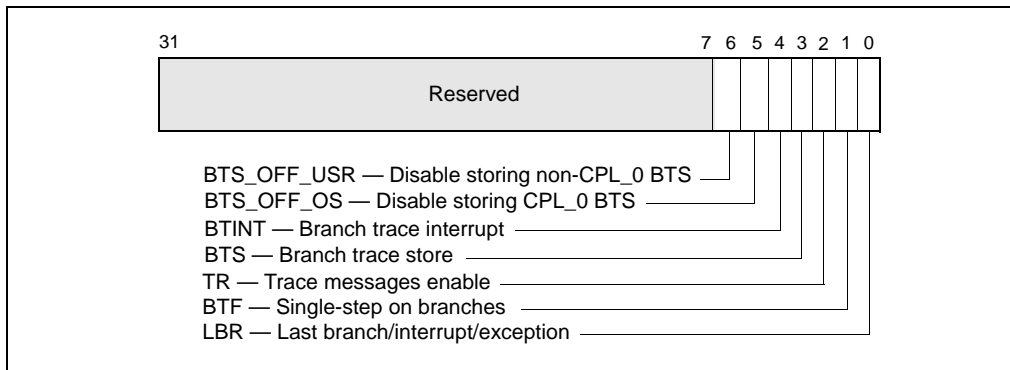 31 7 6 5 4 3 2 1 0
Reserved
BTS_OFF_USR — Disable storing non-CPL_0 BTS
BTS_OFF_OS — Disable storing CPL_0 BTS
BTINT — Branch trace interrupt
BTS — Branch trace store
TR — Trace messages enable
BTF — Single-step on branches
LBR — Last branch/interrupt/exception